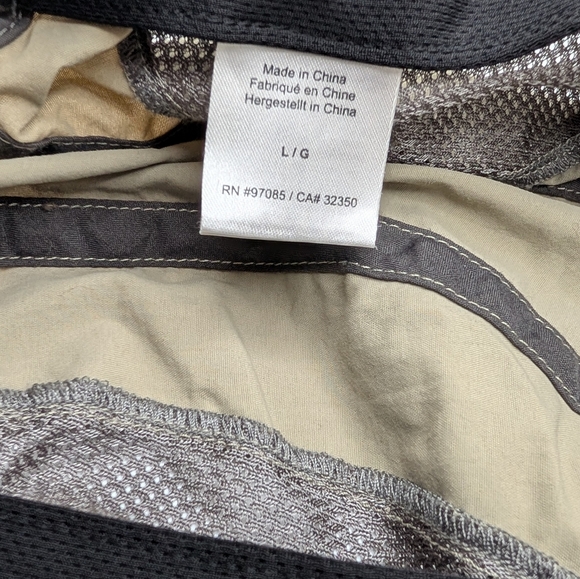 Made in China
Fabriqué en Chine
Hergestellt in China
L / G
RN #97085 / CA# 32350